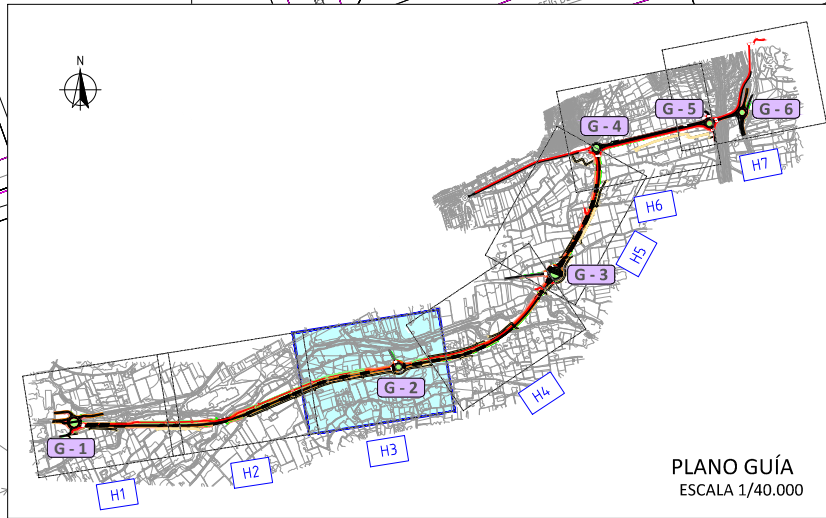 N
G - 4
G - 5
G - 6
H7
H6
H5
G - 3
G - 2
H4
G - 1
H3
H2
H1
PLANO GUÍA
ESCALA 1/40.000